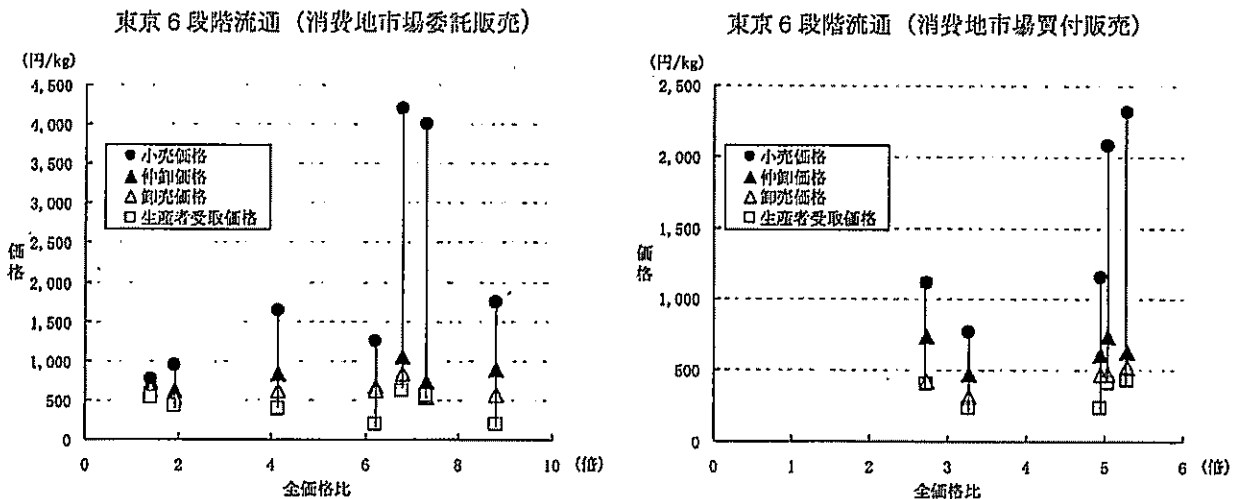 東京6段階流通（消費地市場委託販売）
(円/kg)
4,500
4,000
3,500
3,000
2,500
2,000
1,500
1,000
500
0
価格
●小売価格
▲仲卸価格
△卸売価格
□生産者受取価格
0 2 4 6 8 10 (倍)
全価格比
東京6段階流通（消費地市場買付販売）
(円/kg)
2,500
2,000
1,500
1,000
500
0
価格
●小売価格
▲仲卸価格
△卸売価格
□生産者受取価格
0 1 2 3 4 5 6 (倍)
全価格比